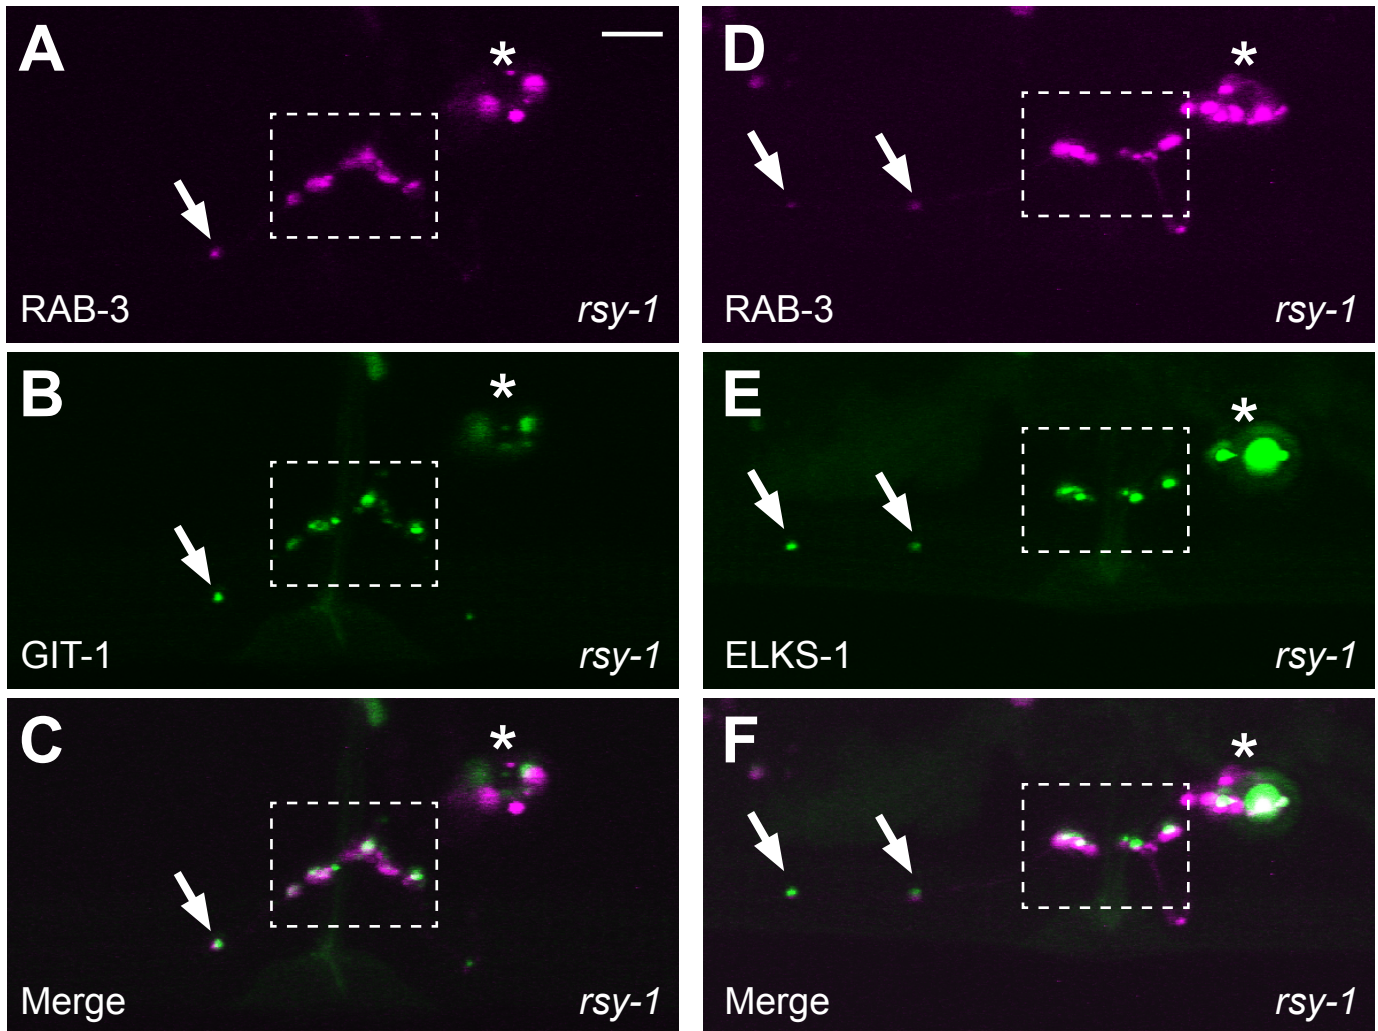 A
*
RAB-3
rsy-1
B
*
GIT-1
rsy-1
C
*
Merge
rsy-1
D
*
RAB-3
rsy-1
E
*
ELKS-1
rsy-1
F
*
Merge
rsy-1